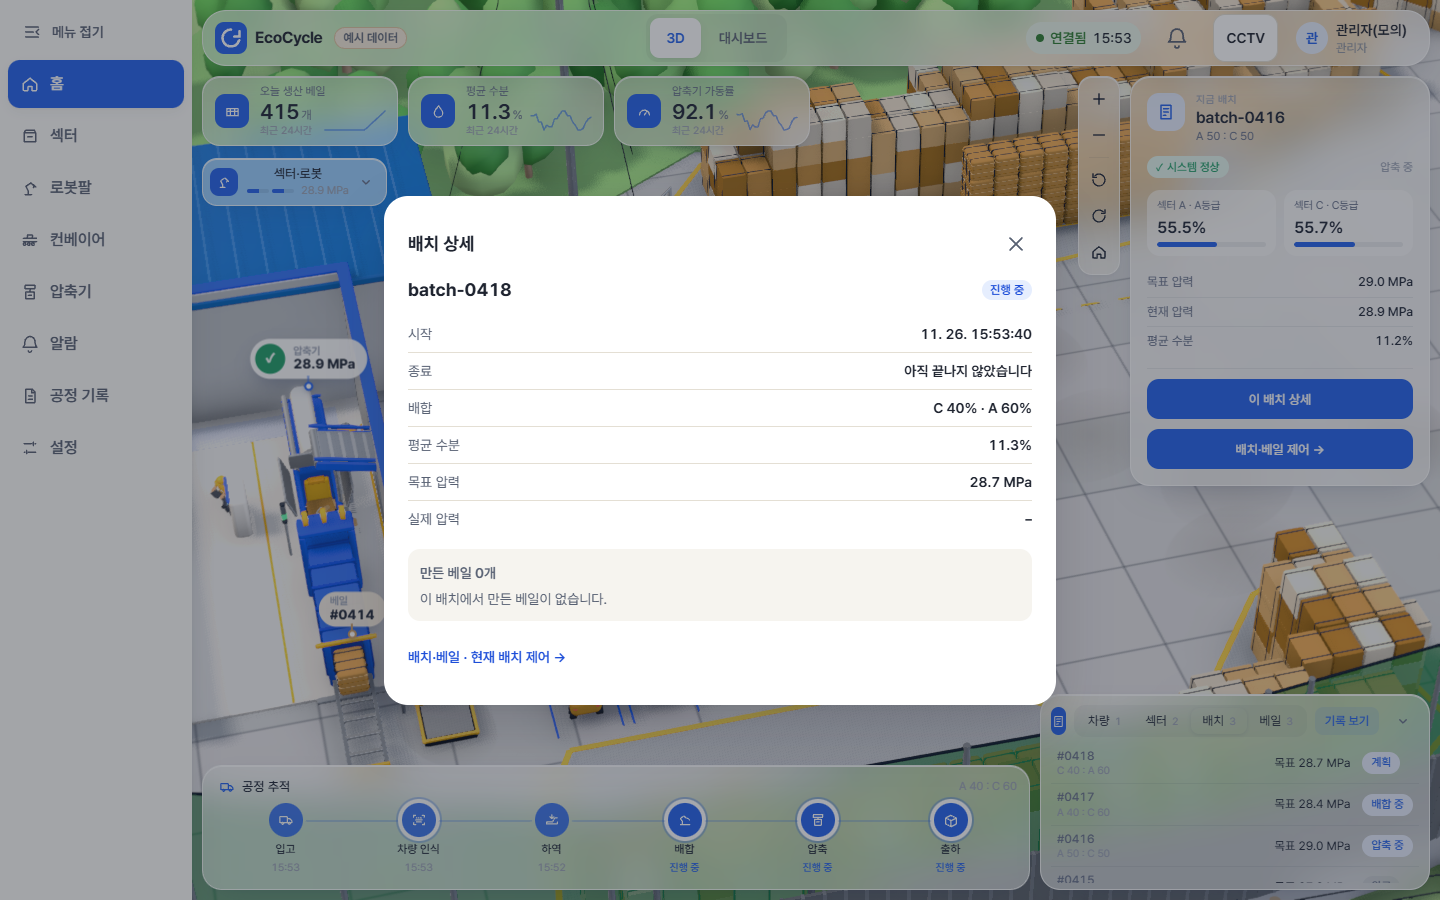 메뉴 접기
홈
섹터
로봇팔
컨베이어
압축기
알람
공정 기록
설정
EcoCycle
예시 데이터
3D
대시보드
연결됨 15:53
CCTV
관
관리자(모의)
관리자
오늘 생산 베일
415 개
최근 24시간
평균 수분
11.3 %
최근 24시간
압축기 가동률
92.1 %
최근 24시간
섹터·로봇
28.9 MPa
지금 배치
batch-0416
A 50 : C 50
✓ 시스템 정상
압축 중
섹터 A · A등급
55.5%
섹터 C · C등급
55.7%
목표 압력 29.0 MPa
현재 압력 28.9 MPa
평균 수분 11.2%
이 배치 상세
배치·베일 제어 →
압축기
28.9 MPa
베일
#0414
배치 상세
batch-0418
진행 중
시작 11. 26. 15:53:40
종료 아직 끝나지 않았습니다
배합 C 40% · A 60%
평균 수분 11.3%
목표 압력 28.7 MPa
실제 압력 –
만든 베일 0개
이 배치에서 만든 베일이 없습니다.
배치·베일 · 현재 배치 제어 →
공정 추적
A 40 : C 60
입고
15:53
차량 인식
15:53
하역
15:52
배합
진행 중
압축
진행 중
출하
진행 중
차량 1
섹터 2
배치 3
베일 3
기록 보기
#0418
C 40 : A 60
목표 28.7 MPa
계획
#0417
A 40 : C 60
목표 28.4 MPa
배합 중
#0416
A 50 : C 50
목표 29.0 MPa
압축 중
#0415